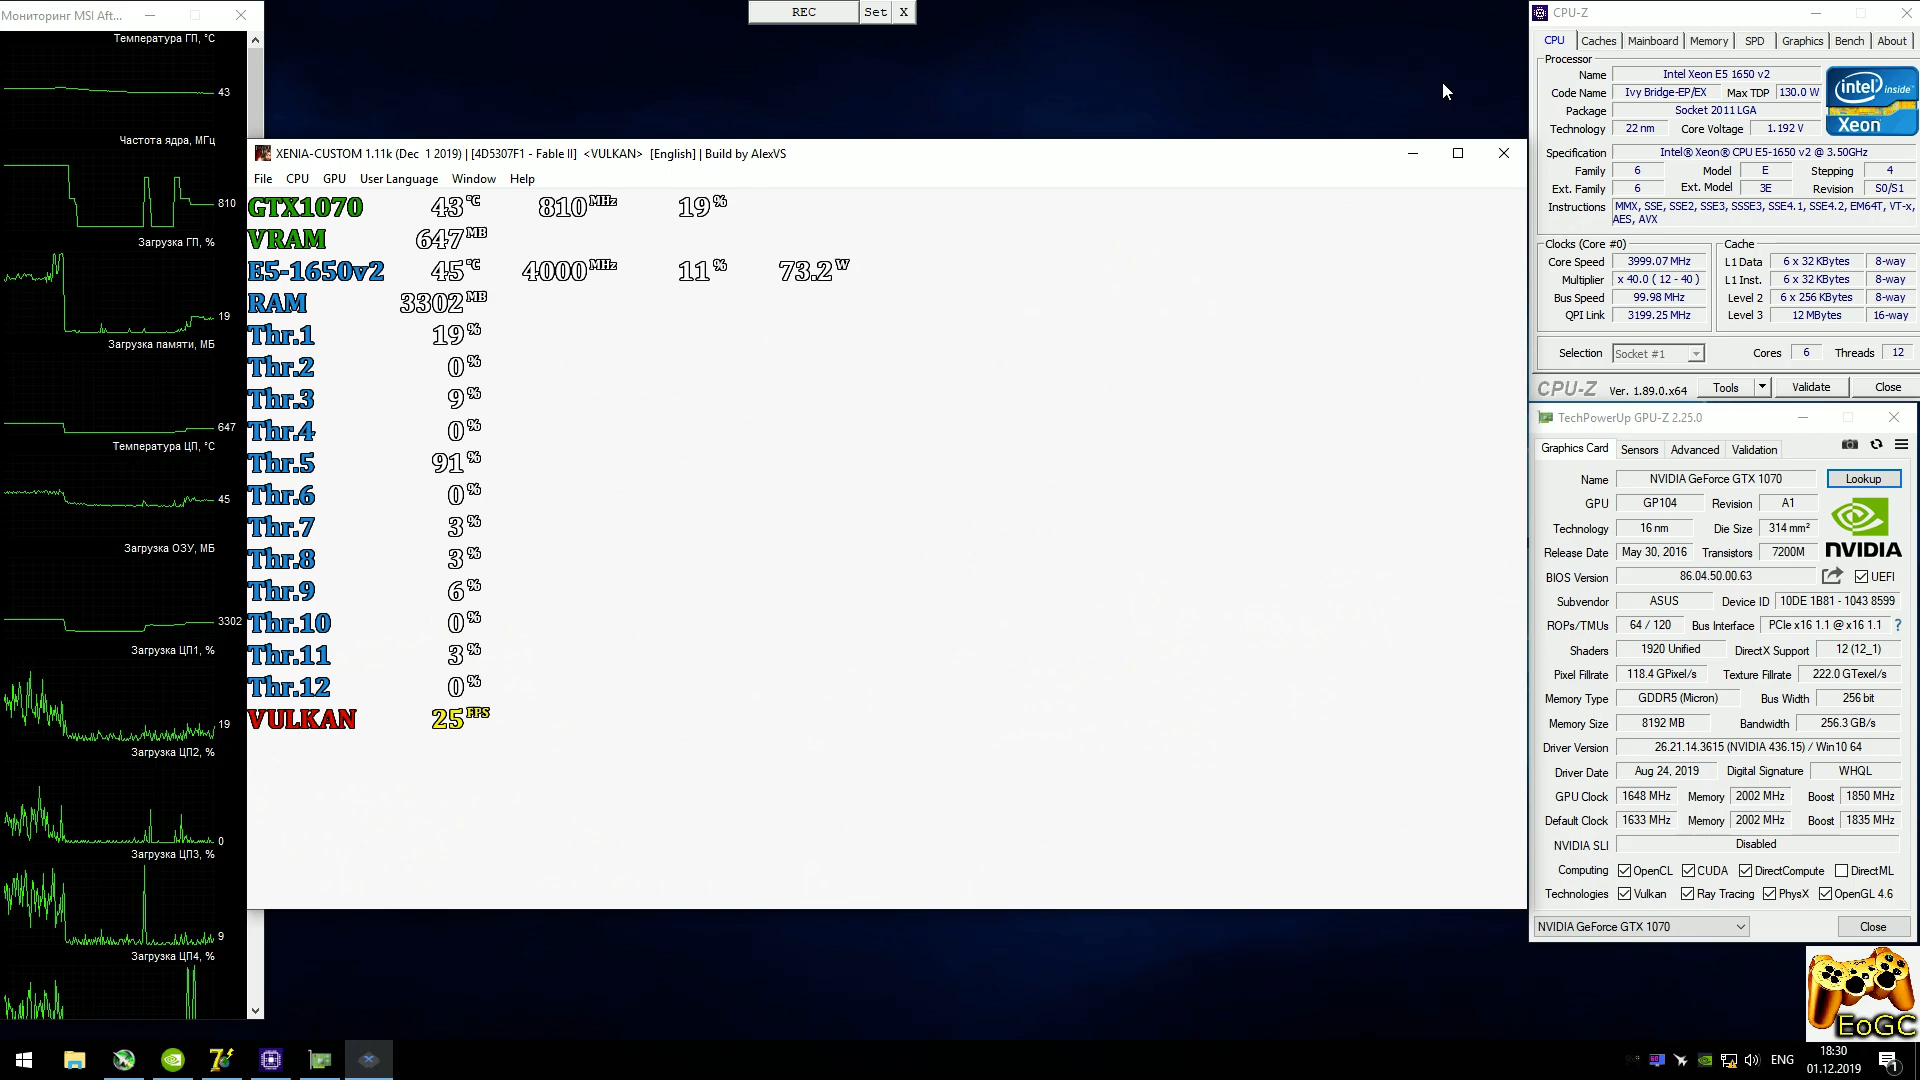 Мониторинг MSI Aft...
Температура ГП, °C
43
Частота ядра, МГц
810
Загрузка ГП, %
19
Загрузка памяти, МБ
647
Температура ЦП, °C
45
Загрузка ОЗУ, МБ
3302
Загрузка ЦП1, %
19
Загрузка ЦП2, %
0
Загрузка ЦП3, %
9
Загрузка ЦП4, %
REC Set X
XENIA-CUSTOM 1.11k (Dec 1 2019) | [4D5307F1 - Fable II] <VULKAN> [English] | Build by AlexVS
File CPU GPU User Language Window Help
GTX1070 43 °C 810 MHz 19 %
VRAM 647 MB
E5-1650v2 45 °C 4000 MHz 11 % 73.2 W
RAM 3302 MB
Thr.1 19 %
Thr.2 0 %
Thr.3 9 %
Thr.4 0 %
Thr.5 91 %
Thr.6 0 %
Thr.7 3 %
Thr.8 3 %
Thr.9 6 %
Thr.10 0 %
Thr.11 3 %
Thr.12 0 %
VULKAN 25 FPS
CPU-Z
CPU Caches Mainboard Memory SPD Graphics Bench About
Processor
Name Intel Xeon E5 1650 v2
Code Name Ivy Bridge-EP/EX Max TDP 130.0 W
Package Socket 2011 LGA
Technology 22 nm Core Voltage 1.192 V
intel inside™
Xeon
Specification Intel® Xeon® CPU E5-1650 v2 @ 3.50GHz
Family 6 Model E Stepping 4
Ext. Family 6 Ext. Model 3E Revision S0/S1
Instructions MMX, SSE, SSE2, SSE3, SSSE3, SSE4.1, SSE4.2, EM64T, VT-x,
AES, AVX
Clocks (Core #0) Cache
Core Speed 3999.07 MHz L1 Data 6 x 32 KBytes 8-way
Multiplier x 40.0 ( 12 - 40 ) L1 Inst. 6 x 32 KBytes 8-way
Bus Speed 99.98 MHz Level 2 6 x 256 KBytes 8-way
QPI Link 3199.25 MHz Level 3 12 MBytes 16-way
Selection Socket #1 Cores 6 Threads 12
CPU-Z Ver. 1.89.0.x64 Tools Validate Close
TechPowerUp GPU-Z 2.25.0
Graphics Card Sensors Advanced Validation
Name NVIDIA GeForce GTX 1070 Lookup
GPU GP104 Revision A1
Technology 16 nm Die Size 314 mm²
Release Date May 30, 2016 Transistors 7200M
NVIDIA
BIOS Version 86.04.50.00.63 UEFI
Subvendor ASUS Device ID 10DE 1B81 - 1043 8599
ROPs/TMUs 64 / 120 Bus Interface PCIe x16 1.1 @ x16 1.1 ?
Shaders 1920 Unified DirectX Support 12 (12_1)
Pixel Fillrate 118.4 GPixel/s Texture Fillrate 222.0 GTexel/s
Memory Type GDDR5 (Micron) Bus Width 256 bit
Memory Size 8192 MB Bandwidth 256.3 GB/s
Driver Version 26.21.14.3615 (NVIDIA 436.15) / Win10 64
Driver Date Aug 24, 2019 Digital Signature WHQL
GPU Clock 1648 MHz Memory 2002 MHz Boost 1850 MHz
Default Clock 1633 MHz Memory 2002 MHz Boost 1835 MHz
NVIDIA SLI Disabled
Computing OpenCL CUDA DirectCompute DirectML
Technologies Vulkan Ray Tracing PhysX OpenGL 4.6
NVIDIA GeForce GTX 1070 Close
EoGC
ENG 18:30
01.12.2019
1